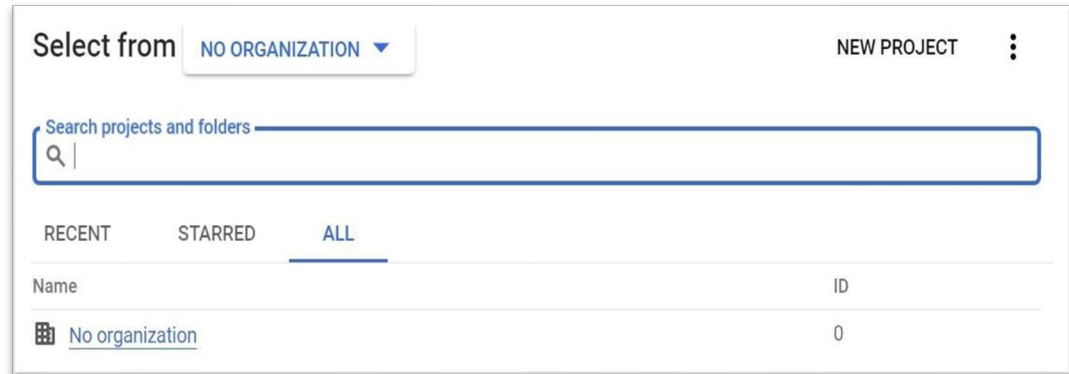 Select from NO ORGANIZATION NEW PROJECT
Search projects and folders
RECENT STARRED ALL
Name ID
No organization 0